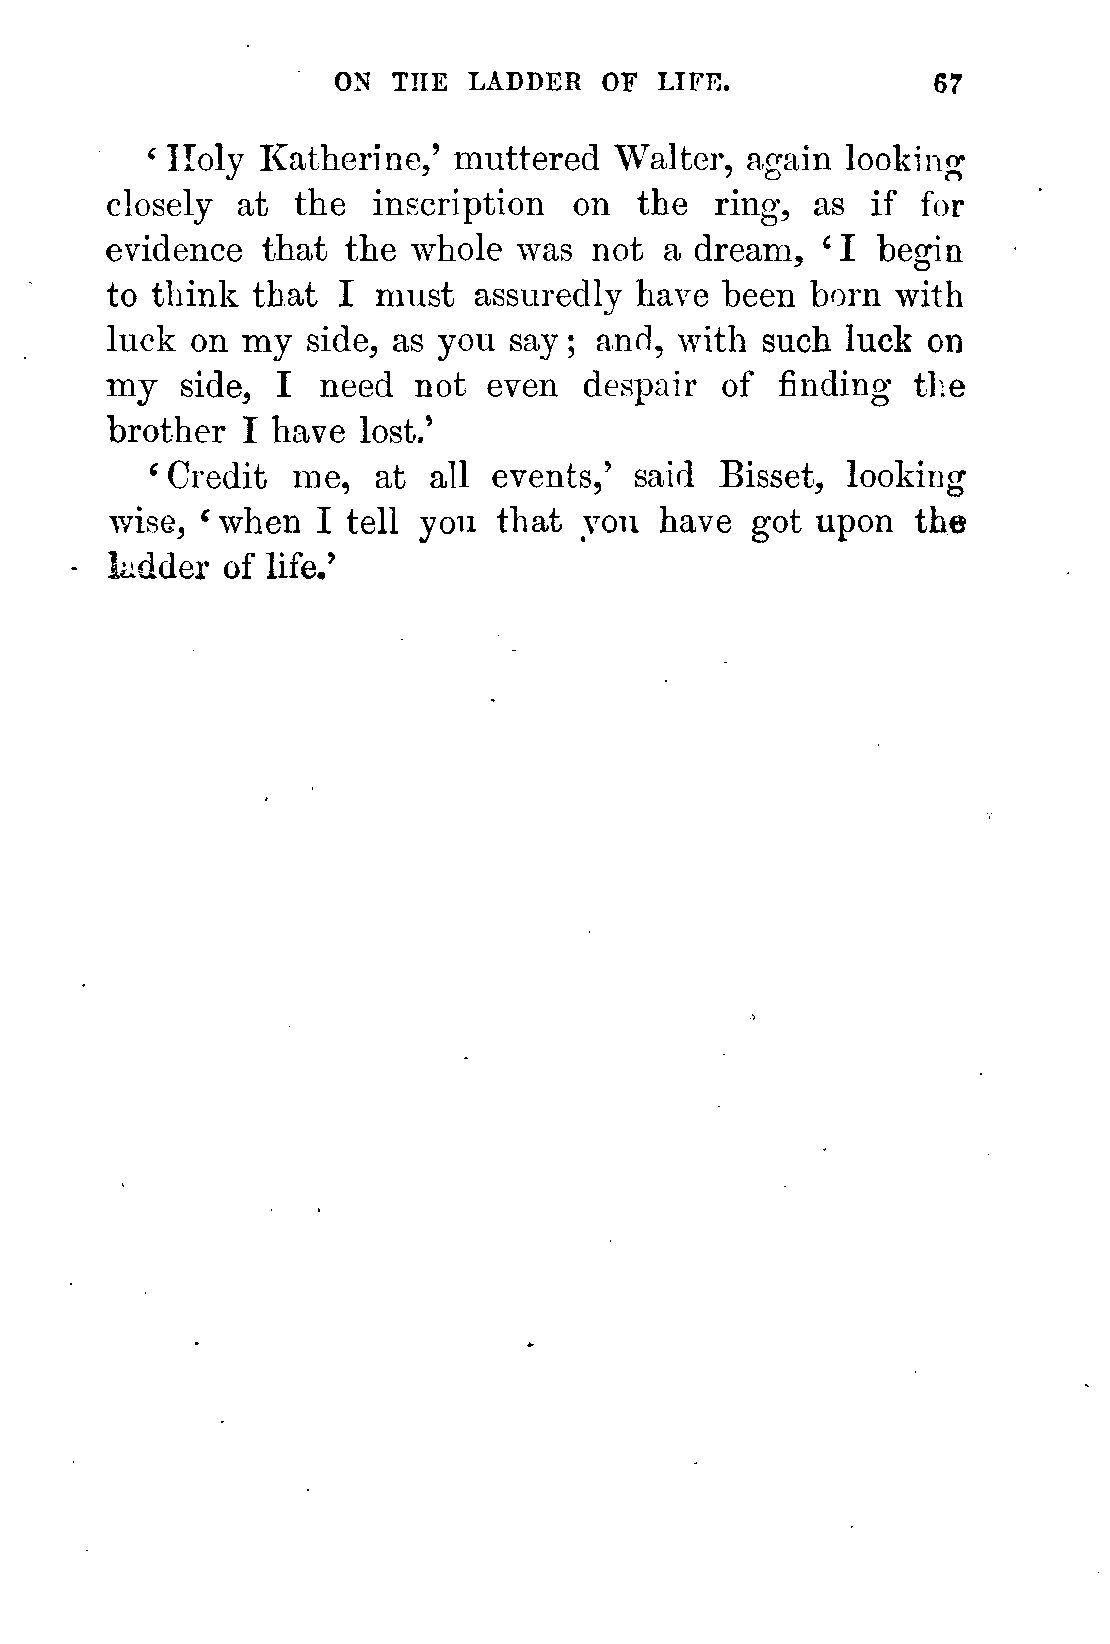 ON THE LADDER OF LIFE. 67
‘Holy Katherine,’ muttered Walter, again looking
closely at the inscription on the ring, as if for
evidence that the whole was not a dream, ‘I begin
to think that I must assuredly have been born with
luck on my side, as you say; and, with such luck on
my side, I need not even despair of finding the
brother I have lost.’
‘Credit me, at all events,’ said Bisset, looking
wise, ‘when I tell you that you have got upon the
ladder of life.’